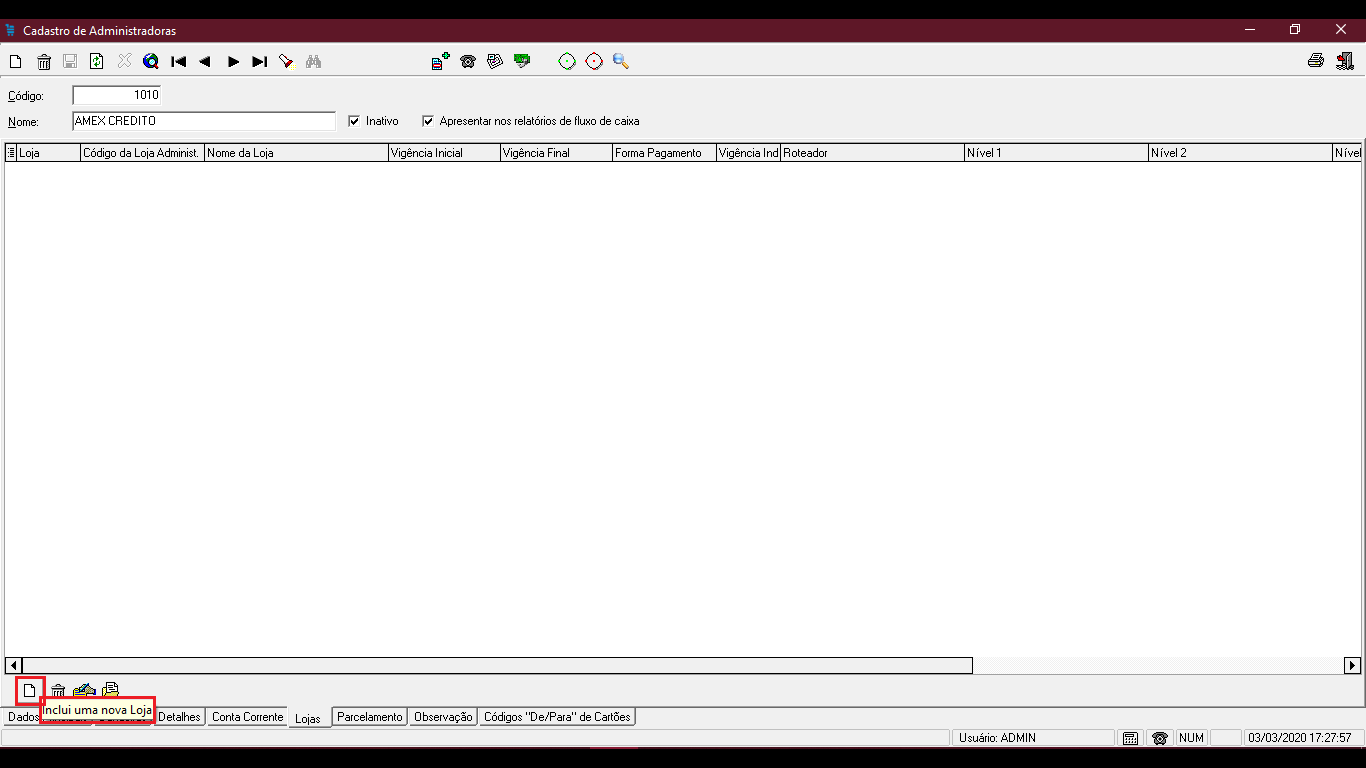 Cadastro de Administradoras
Código: 1010
Nome: AMEX CREDITO Inativo Apresentar nos relatórios de fluxo de caixa
Loja Código da Loja Administ. Nome da Loja Vigência Inicial Vigência Final Forma Pagamento Vigência Ind Roteador Nível 1 Nível 2 Nível
Inclui uma nova Loja
Dados Detalhes Conta Corrente Lojas Parcelamento Observação Códigos "De/Para" de Cartões
Usuário: ADMIN NUM 03/03/2020 17:27:57